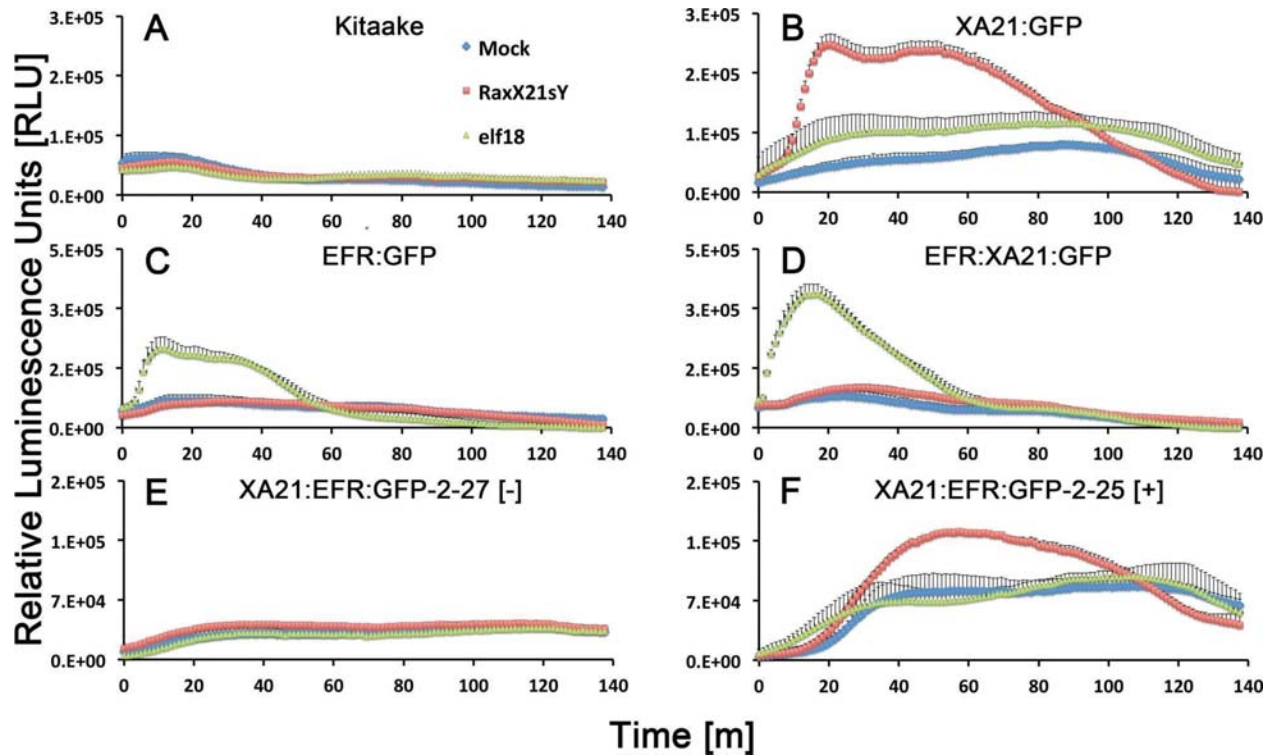 Relative Luminescence Units [RLU]
A
Kitaake
3.E+05
2.E+05
1.E+05
0.E+00
Mock
RaxX21sY
elf18
0 20 40 60 80 100 120 140
B
XA21:GFP
3.E+05
2.E+05
1.E+05
0.E+00
0 20 40 60 80 100 120 140
C
EFR:GFP
5.E+05
3.E+05
2.E+05
0.E+00
0 20 40 60 80 100 120 140
D
EFR:XA21:GFP
5.E+05
3.E+05
2.E+05
0.E+00
0 20 40 60 80 100 120 140
E
XA21:EFR:GFP-2-27 [-]
2.E+05
1.E+05
7.E+04
0.E+00
0 20 40 60 80 100 120 140
F
XA21:EFR:GFP-2-25 [+]
2.E+05
1.E+05
7.E+04
0.E+00
0 20 40 60 80 100 120 140
Time [m]